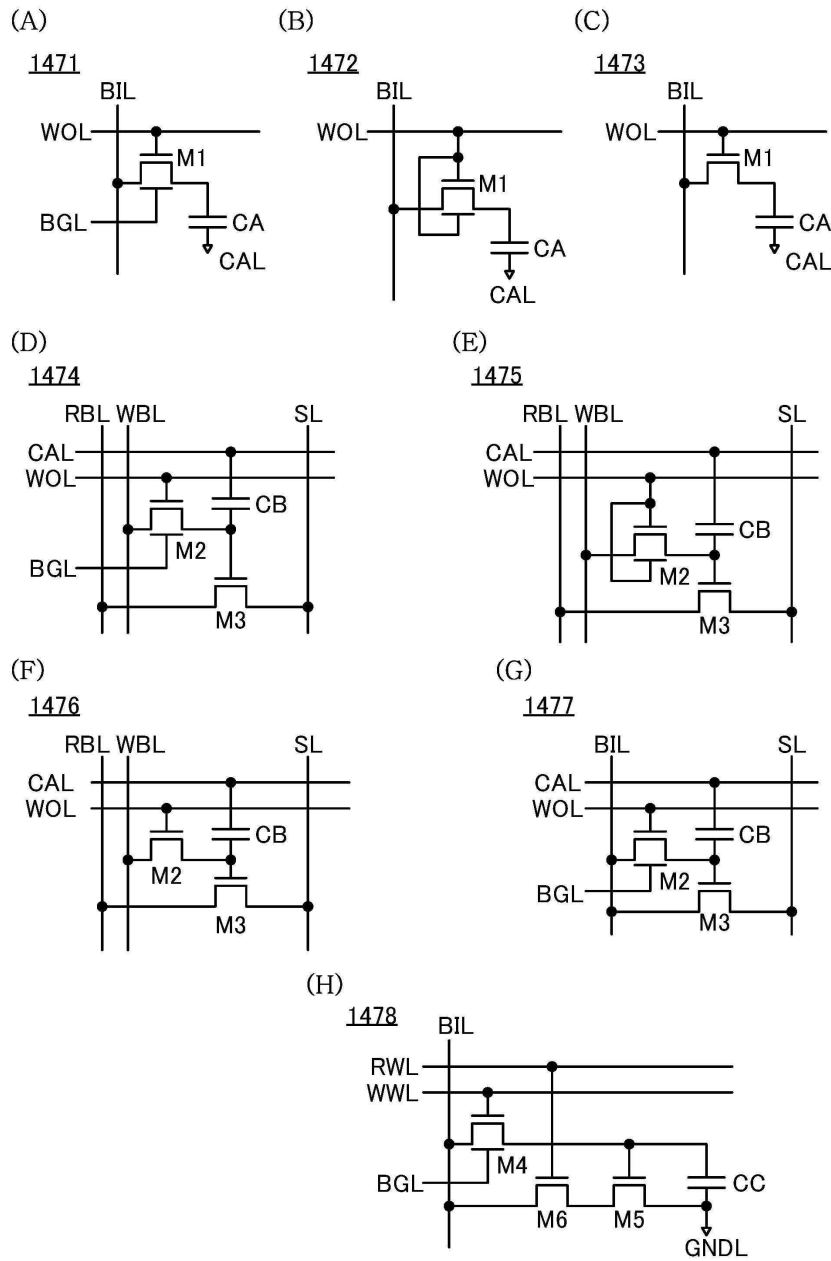 (A) (B) (C)
1471 1472 1473
BIL BIL BIL
WOL WOL WOL
M1 M1 M1
BGL CA CA CA
CAL CAL CAL
(D) (E)
1474 1475
RBL WBL SL RBL WBL SL
CAL CAL
WOL WOL
CB CB
M2 M2
BGL
M3 M3
(F) (G)
1476 1477
RBL WBL SL BIL SL
CAL CAL
WOL WOL
CB CB
M2 M2
BGL
M3 M3
(H)
1478
BIL
RWL
WWL
M4
BGL CC
M6 M5
GNDL